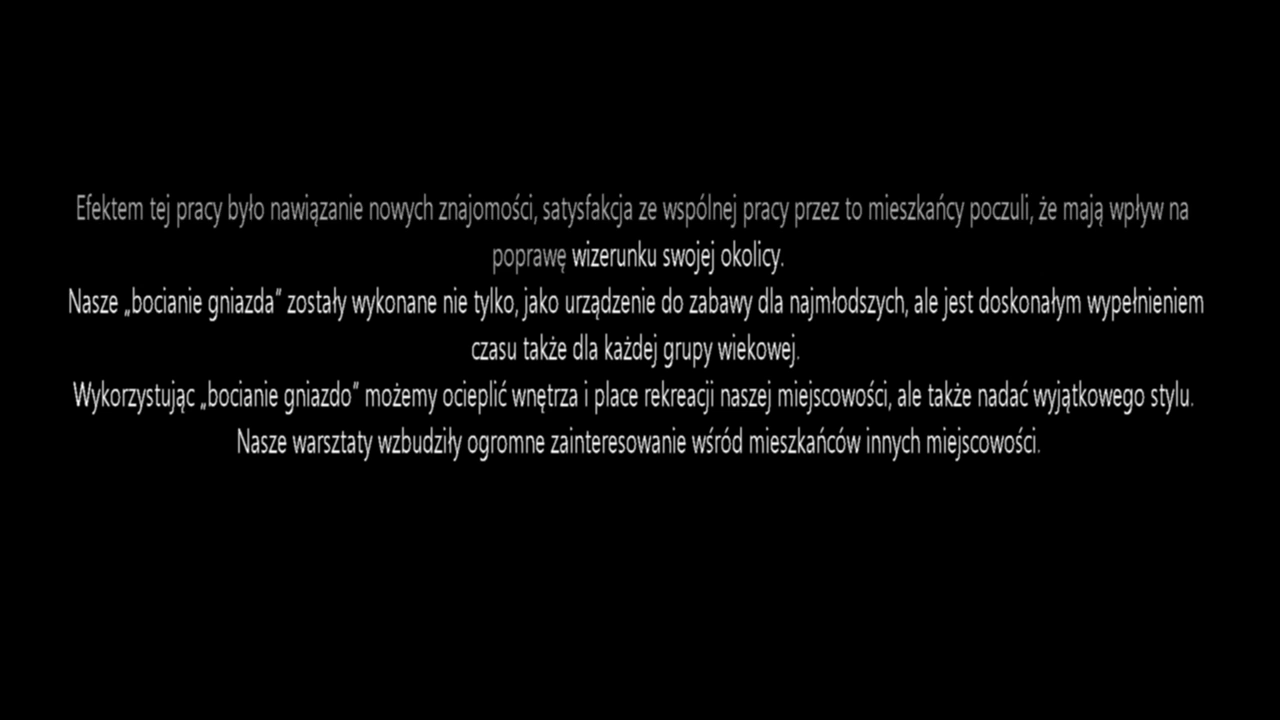 Efektem tej pracy było nawiązanie nowych znajomości, satysfakcja ze wspólnej pracy przez to mieszkańcy poczuli, że mają wpływ na
poprawę wizerunku swojej okolicy.
Nasze „bocianie gniazda” zostały wykonane nie tylko, jako urządzenie do zabawy dla najmłodszych, ale jest doskonałym wypełnieniem
czasu także dla każdej grupy wiekowej.
Wykorzystując „bocianie gniazdo” możemy ocieplić wnętrza i place rekreacji naszej miejscowości, ale także nadać wyjątkowego stylu.
Nasze warsztaty wzbudziły ogromne zainteresowanie wśród mieszkańców innych miejscowości.